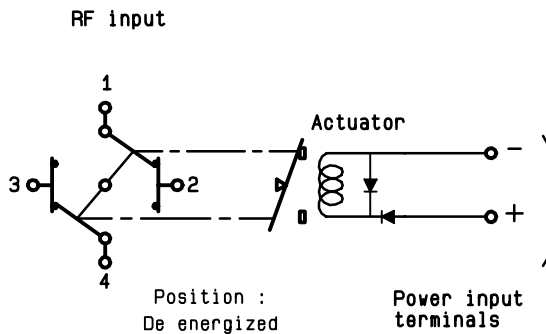 RF input
1
Actuator
-
3
2
+
4
Position :
De energized
Power input
terminals